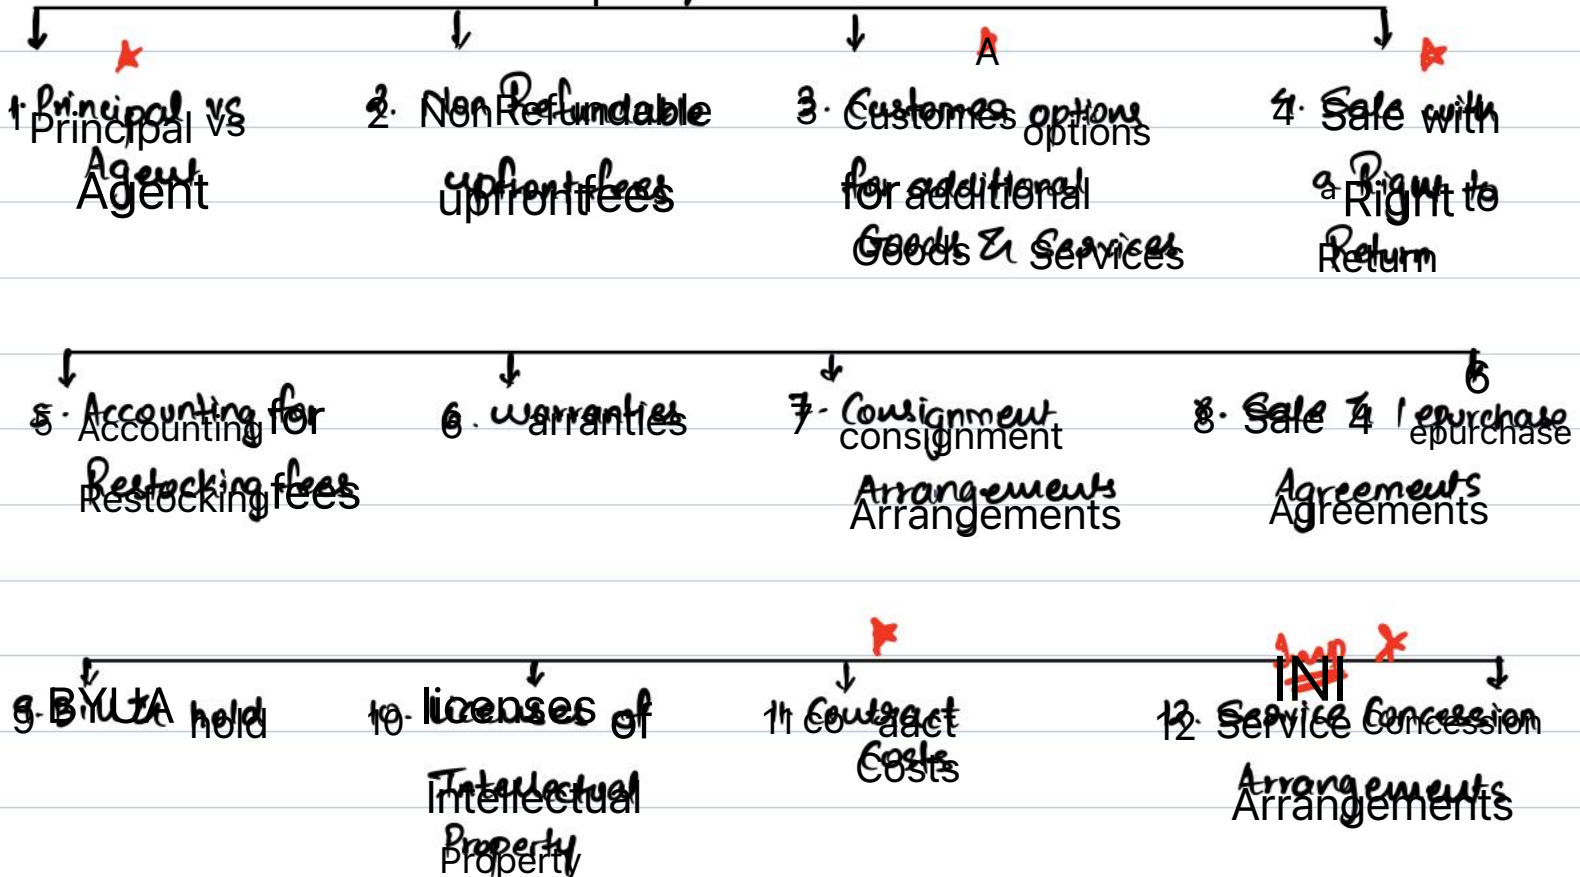 1. Principal vs
Agent
2. Non Refundable
upfront fees
3. Customer options
for additional
Goods & Services
4. Sale with
a Right to
Return
5. Accounting for
Restocking fees
6. Warranties
7. Consignment
Arrangements
8. Sale & repurchase
Agreements
9. Bill & hold
10. licenses of
Intellectual
Property
11 Contract
Costs
Imp
12. Service Concession
Arrangements